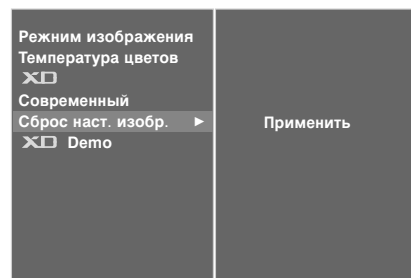 Режим изображения
Температура цветов
XD
Современный
Сброс наст. изобр. ►
XD Demo
Применить